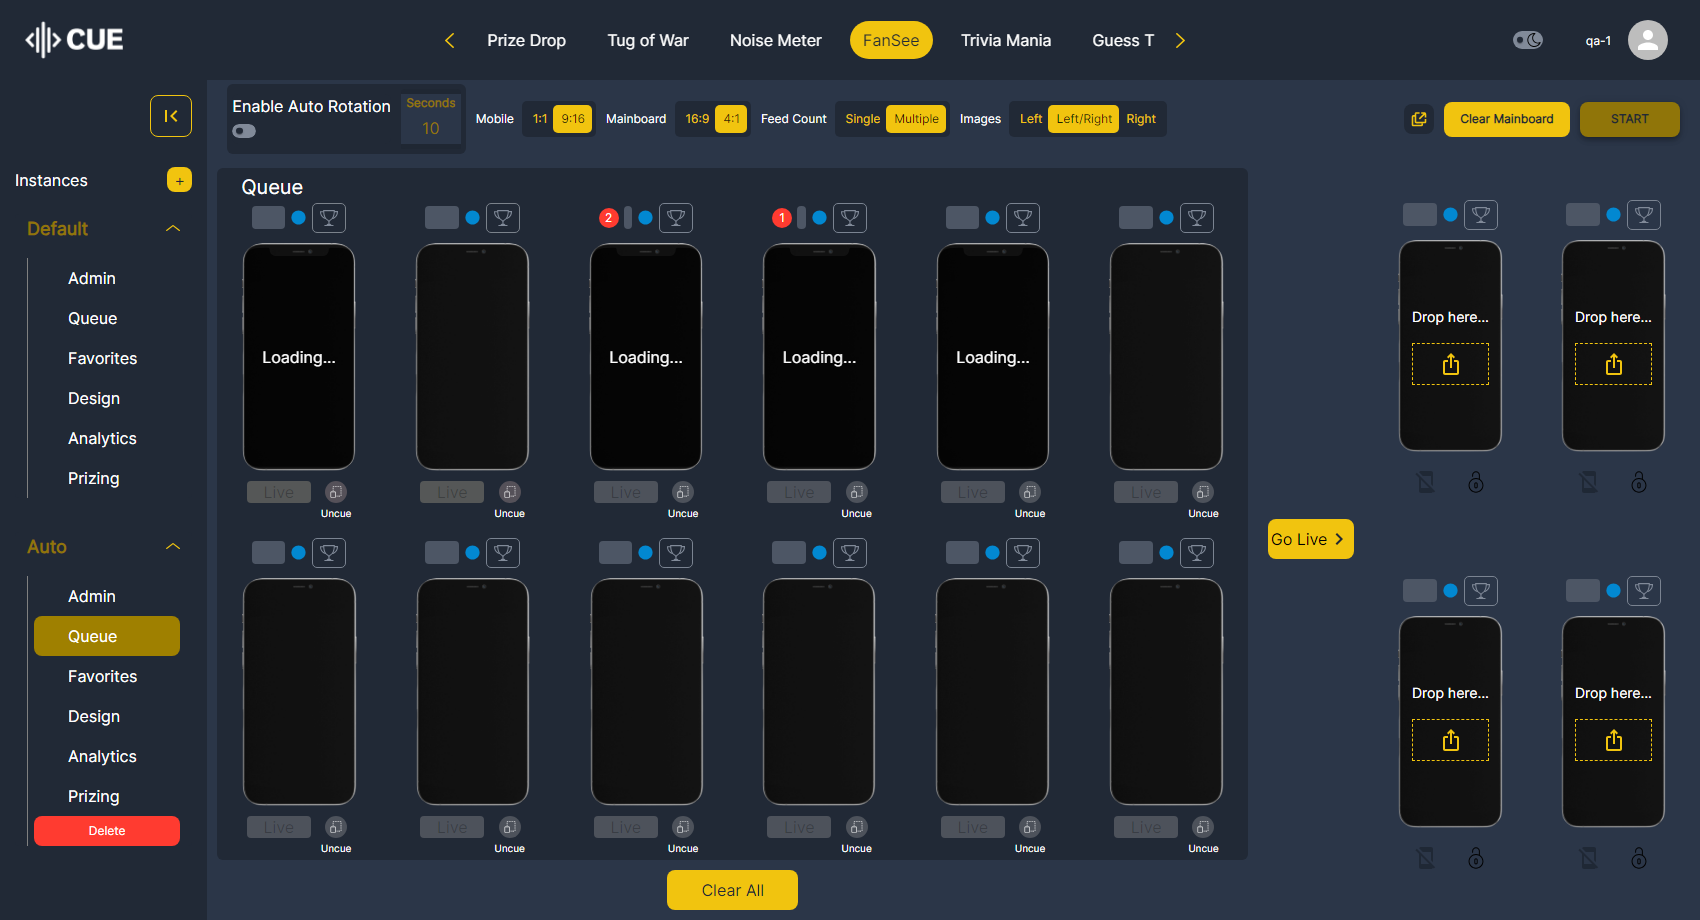 CUE
Prize Drop
Tug of War
Noise Meter
FanSee
Trivia Mania
Guess T
qa-1
Enable Auto Rotation
Seconds
10
Mobile 1:1 9:16
Mainboard 16:9 4:1
Feed Count Single Multiple
Images Left Left/Right Right
Clear Mainboard
START
Instances
+
Default
Admin
Queue
Favorites
Design
Analytics
Prizing
Auto
Admin
Queue
Favorites
Design
Analytics
Prizing
Delete
Queue
2
1
Loading...
Loading...
Loading...
Loading...
Live
Live
Live
Live
Live
Live
Uncue
Uncue
Uncue
Uncue
Uncue
Uncue
Live
Live
Live
Live
Live
Live
Uncue
Uncue
Uncue
Uncue
Uncue
Uncue
Clear All
Go Live
Drop here...
Drop here...
Drop here...
Drop here...